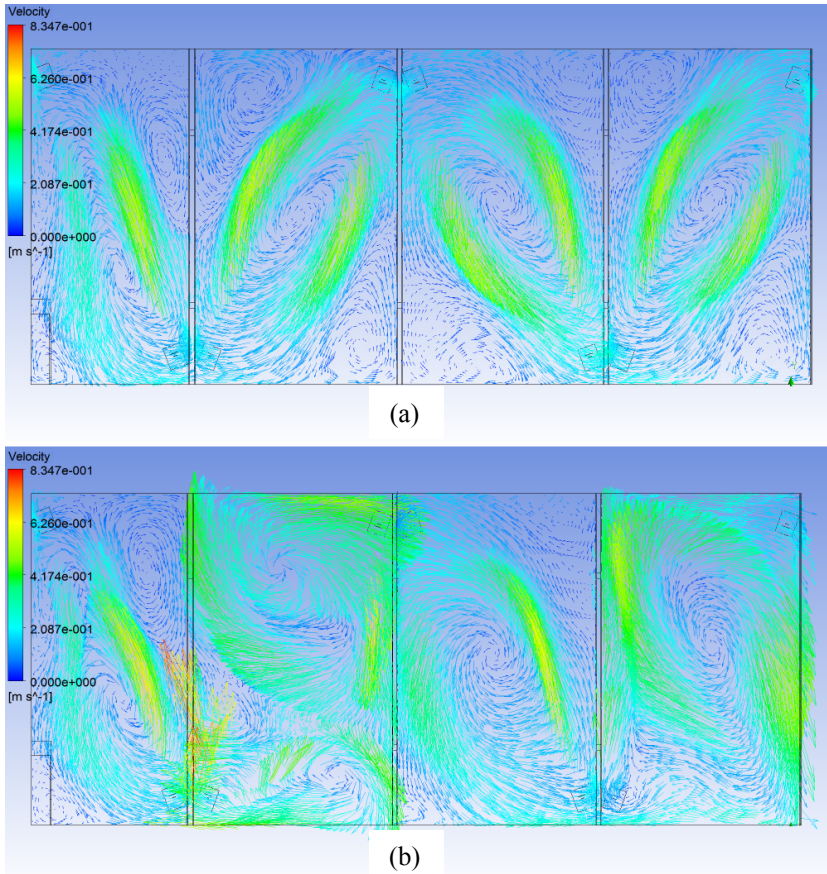 Velocity
8.347e-001
6.260e-001
4.174e-001
2.087e-001
0.000e+000
[m s^-1]
(a)
Velocity
8.347e-001
6.260e-001
4.174e-001
2.087e-001
0.000e+000
[m s^-1]
(b)